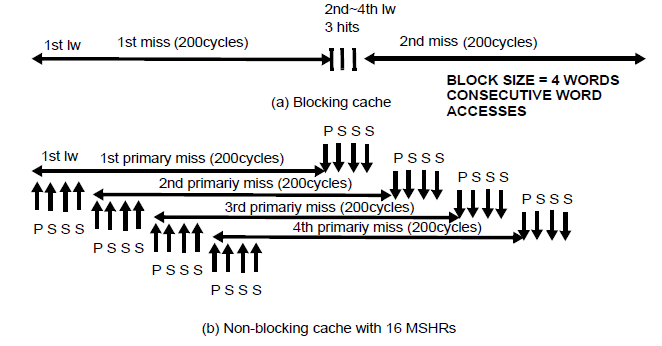 2nd~4th lw
3 hits
1st lw
1st miss (200cycles)
2nd miss (200cycles)
BLOCK SIZE = 4 WORDS
CONSECUTIVE WORD
ACCESSES
(a) Blocking cache
P S S S
1st lw
1st primary miss (200cycles)
P S S S
2nd primariy miss (200cycles)
P S S S
3rd primariy miss (200cycles)
P S S S
4th primary miss (200cycles)
P S S S
P S S S
P S S S
P S S S
(b) Non-blocking cache with 16 MSHRs